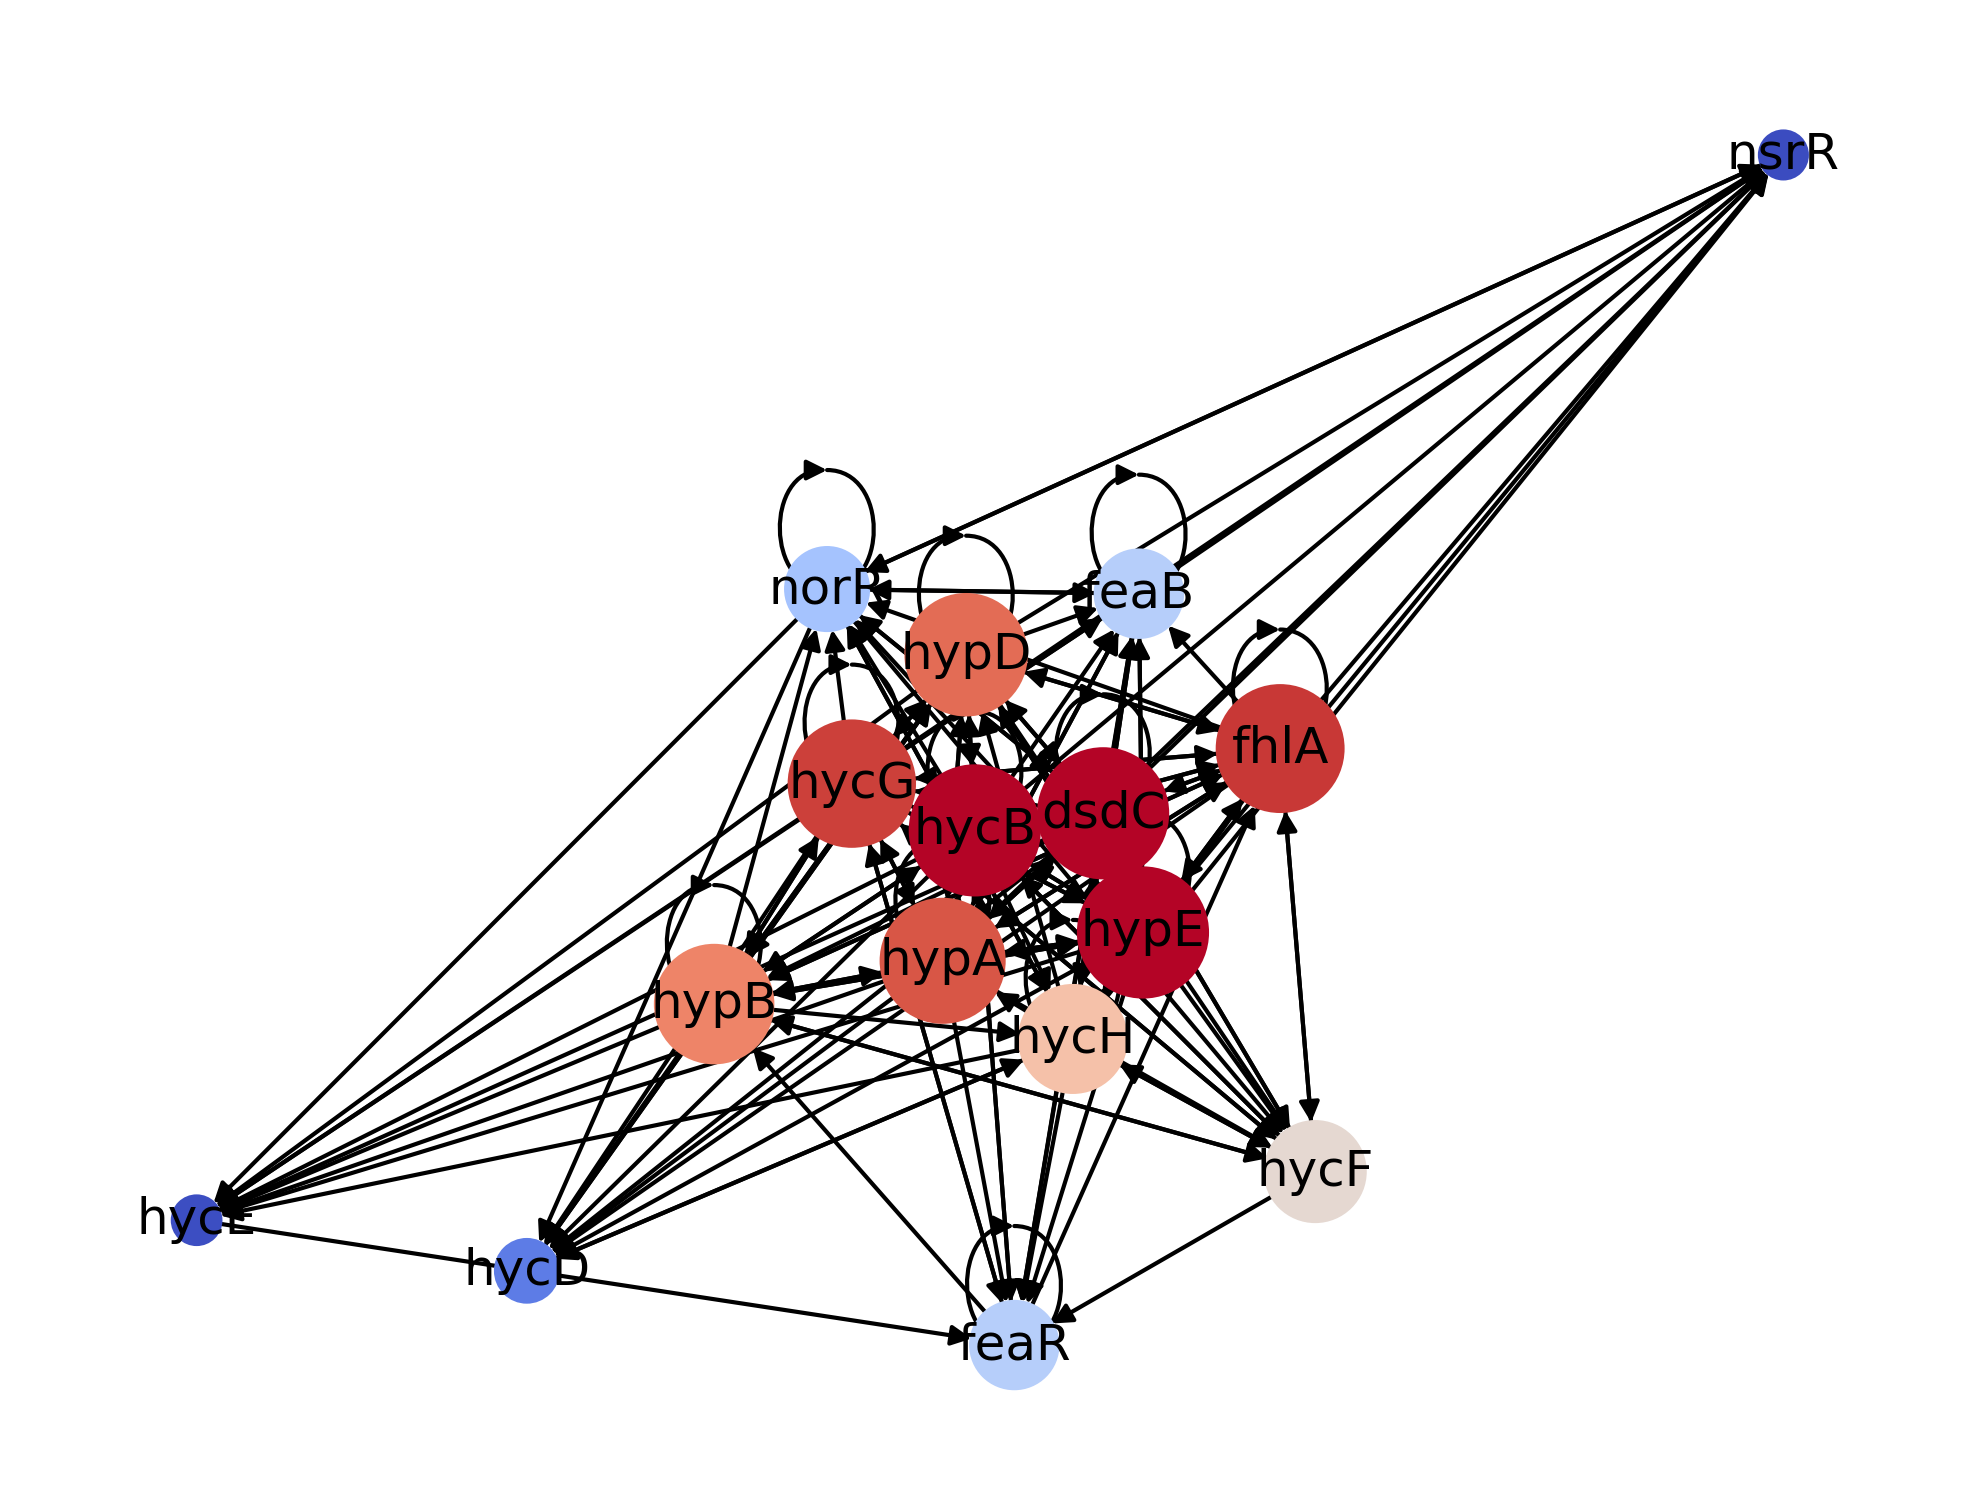 nsrR
norR
feaB
hypD
fhlA
hycG
hycB
dsdC
hypE
hypA
hypB
hycH
hycF
hycE
hycD
feaR